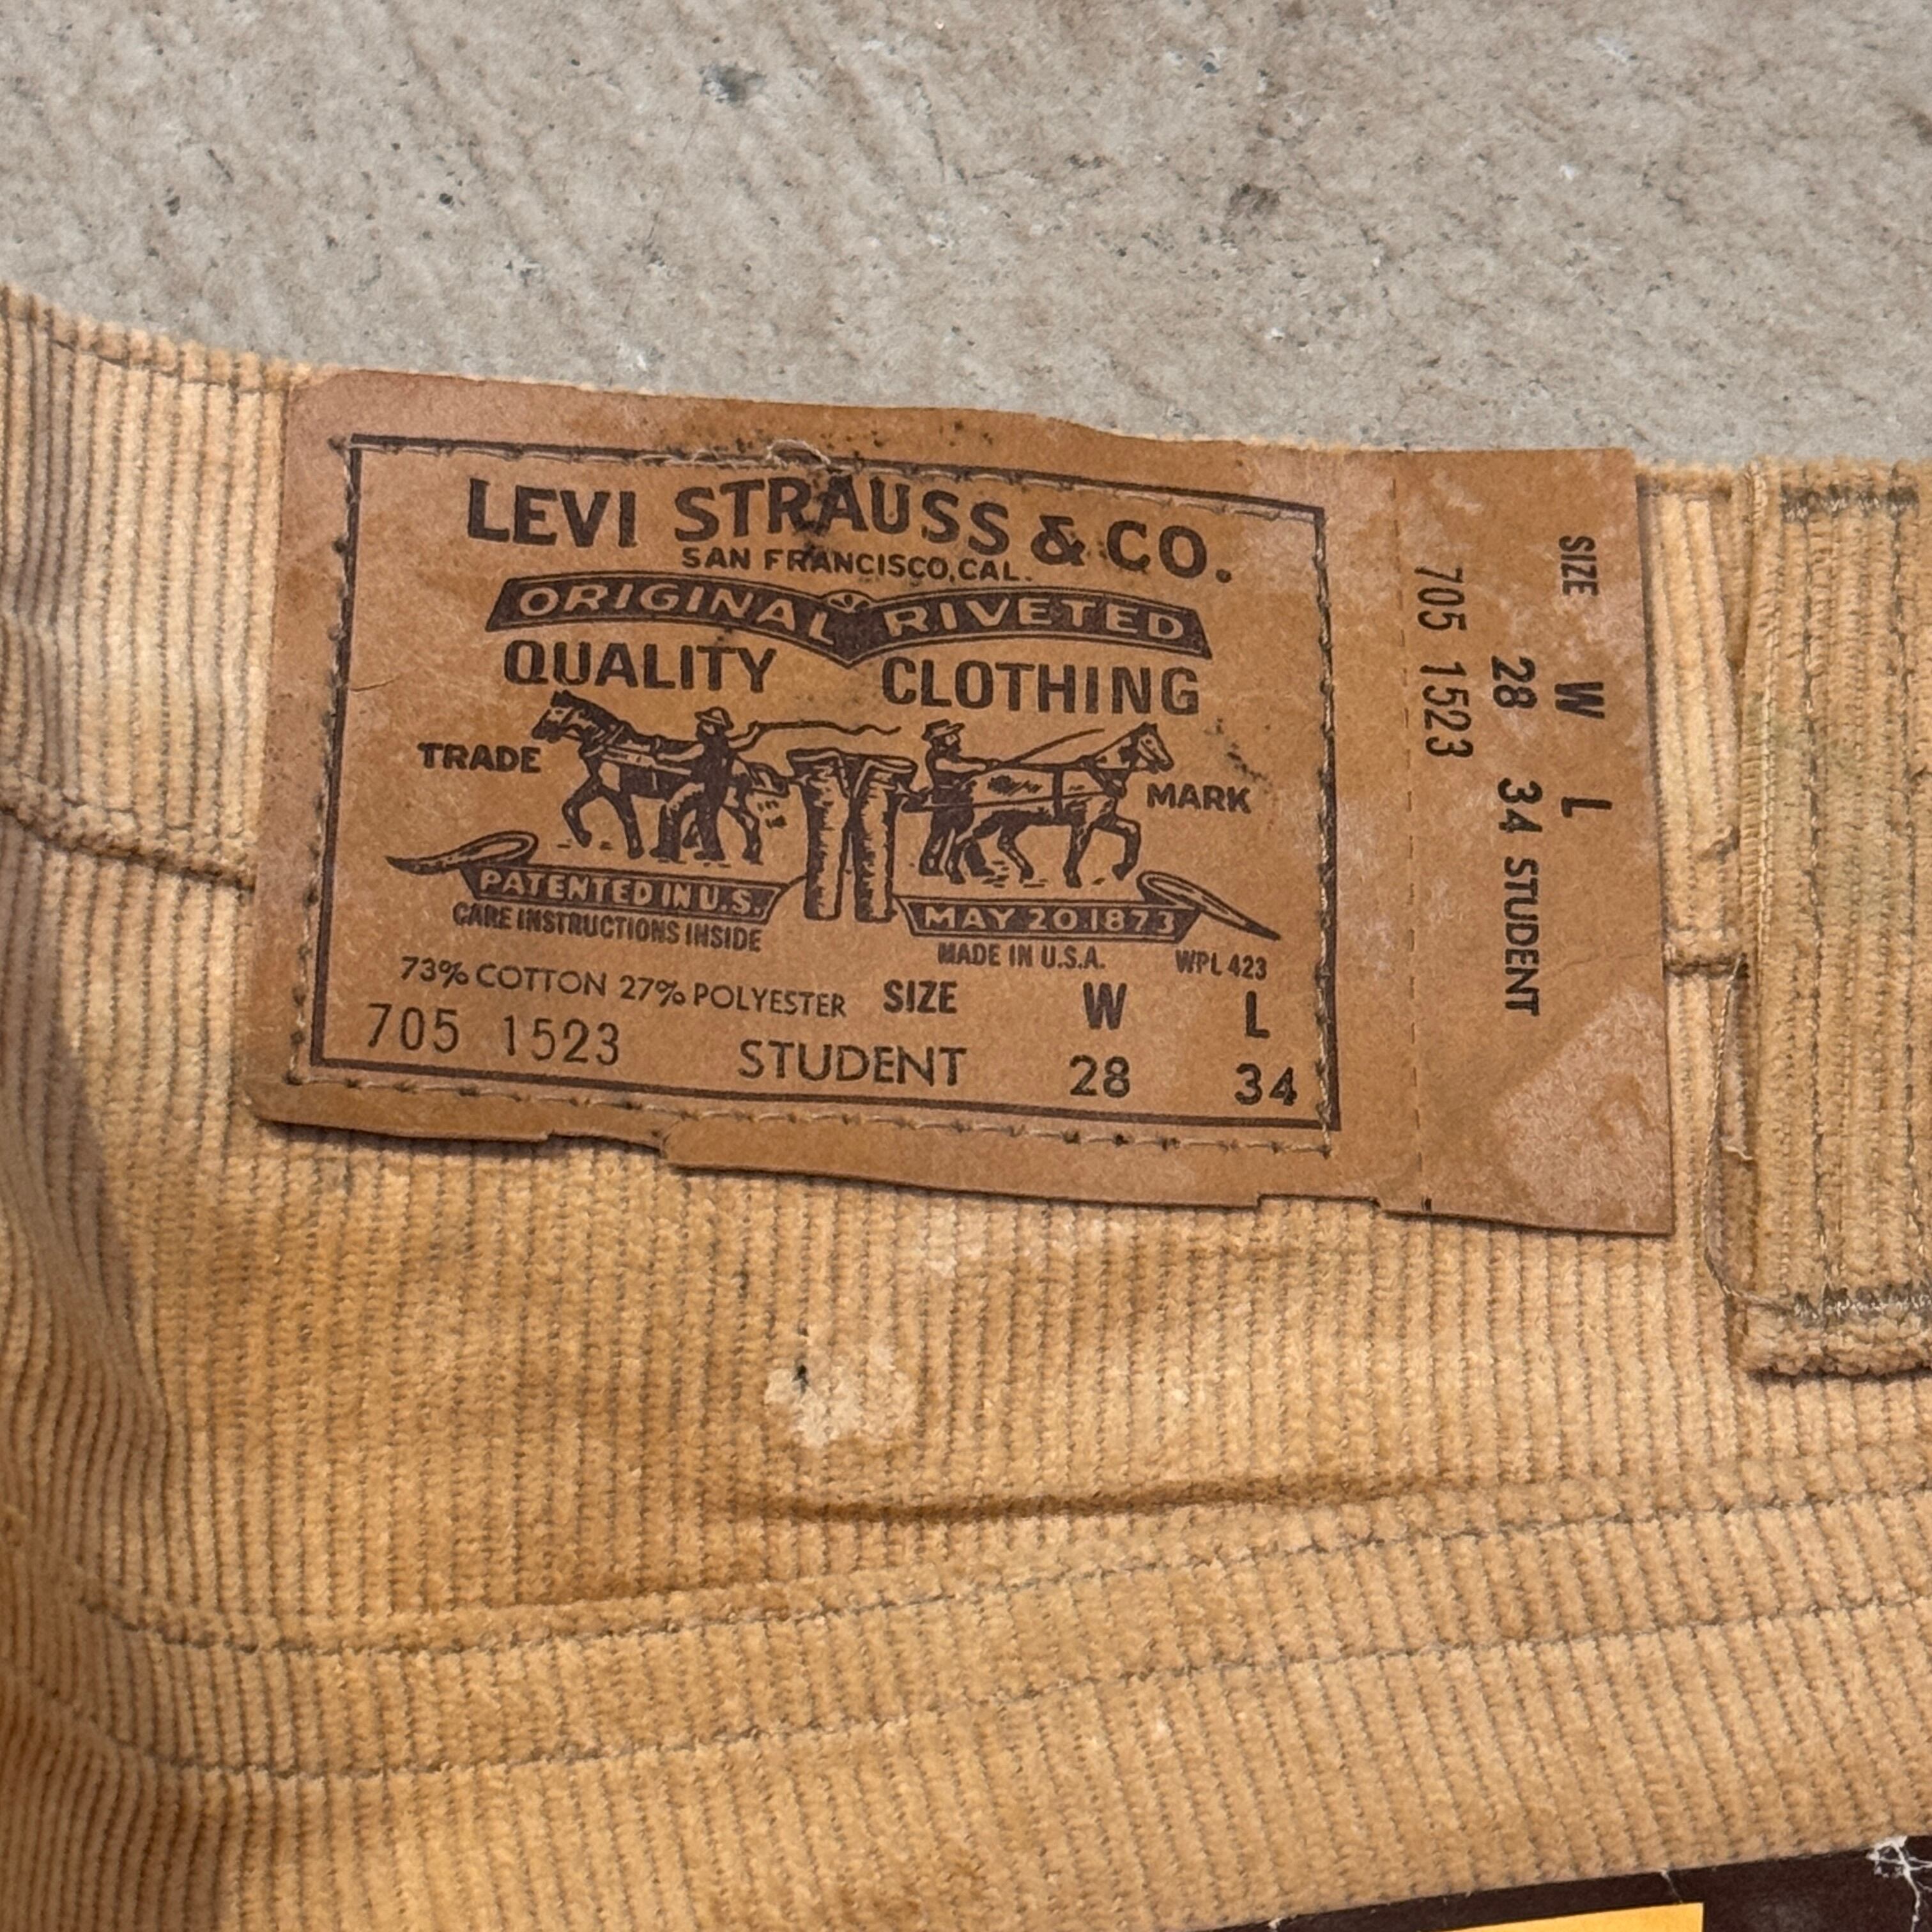 LEVI STRAUSS & CO.
SAN FRANCISCO, CAL.
ORIGINAL RIVETED
QUALITY CLOTHING
TRADE MARK
PATENTED IN U.S. MAY 20.1873
CARE INSTRUCTIONS INSIDE MADE IN U.S.A. WPL 423
73% COTTON 27% POLYESTER SIZE W L
705 1523 STUDENT 28 34
SIZE W L
28 34 STUDENT
705 1523